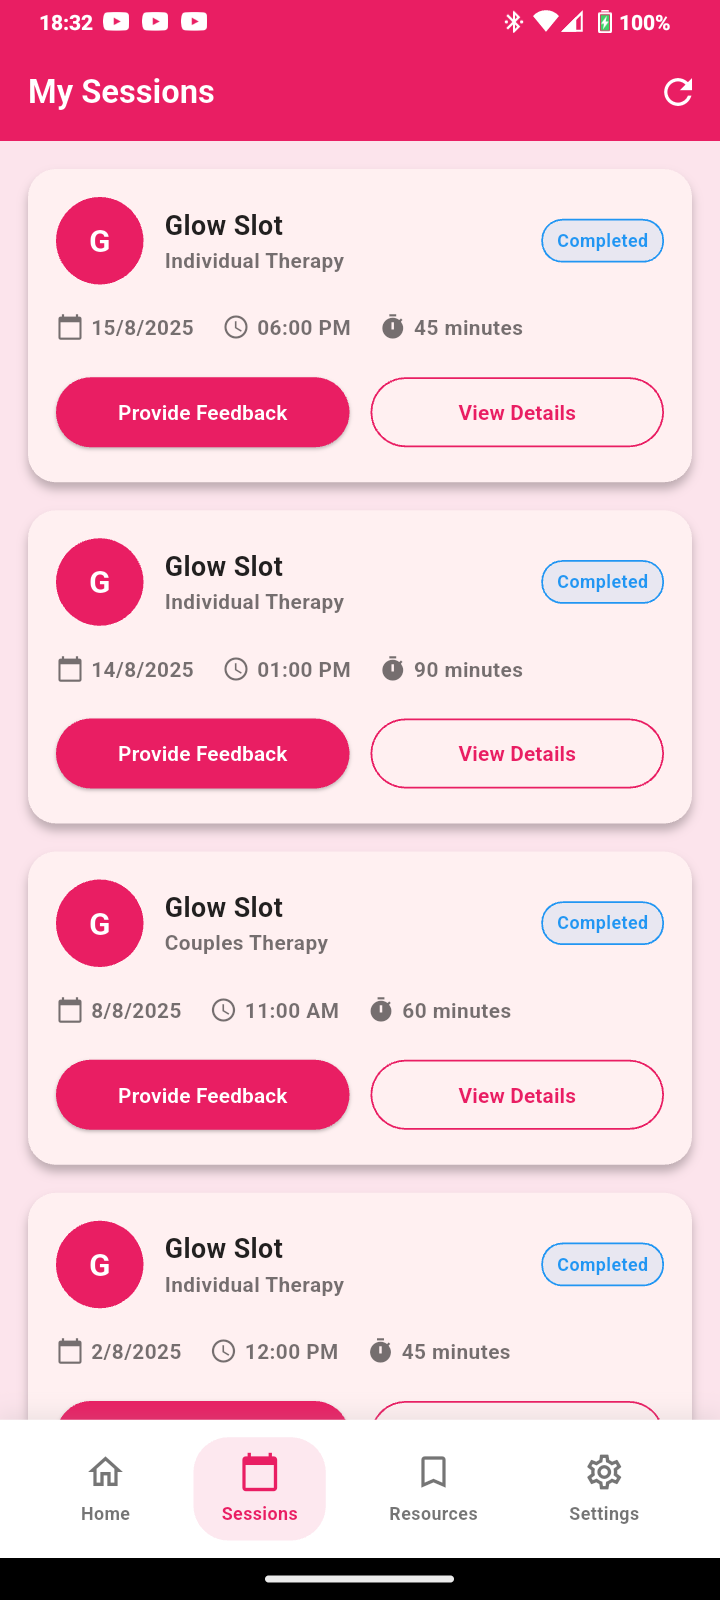 18:32 100%
My Sessions
G Glow Slot Completed
Individual Therapy
15/8/2025 06:00 PM 45 minutes
Provide Feedback View Details
G Glow Slot Completed
Individual Therapy
14/8/2025 01:00 PM 90 minutes
Provide Feedback View Details
G Glow Slot Completed
Couples Therapy
8/8/2025 11:00 AM 60 minutes
Provide Feedback View Details
G Glow Slot Completed
Individual Therapy
2/8/2025 12:00 PM 45 minutes
Home Sessions Resources Settings